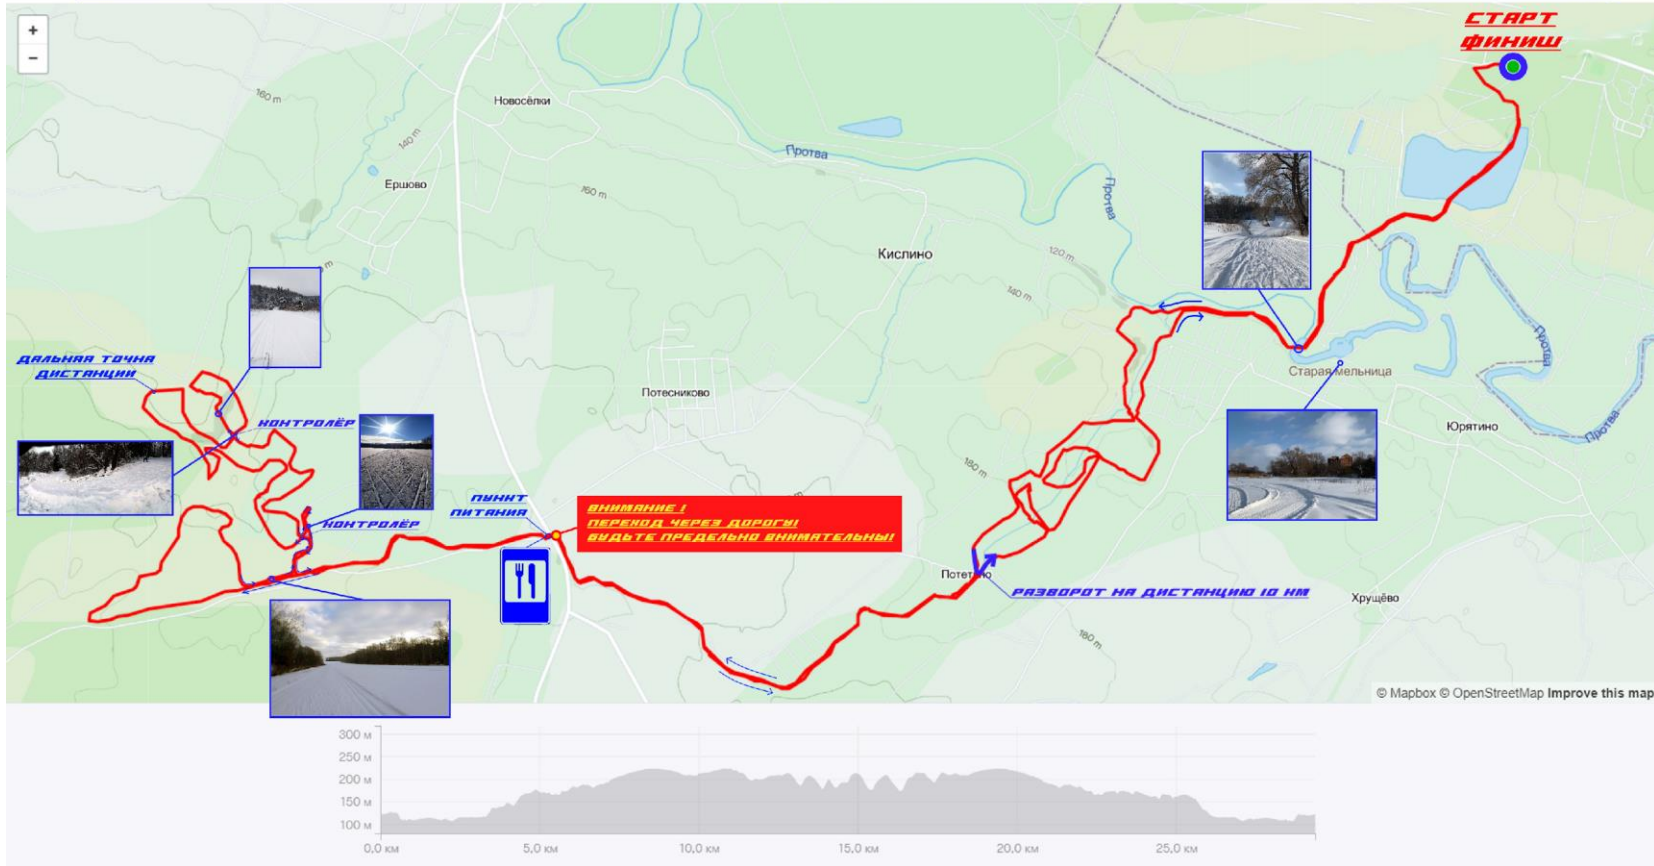 +
−
СТАРТ
ФИНИШ
160 m
Новосёлки
140 m
Протва
Ершово
160 m
Протва
Кислино
120 m
140 m
Протва
ДАЛЬНЯЯ ТОЧКА
ДИСТАНЦИИ
Старая мельница
Потесниково
КОНТРОЛЁР
Юрятино
Протва
180 m
ПУНКТ
ПИТАНИЯ
ВНИМАНИЕ !
ПЕРЕХОД ЧЕРЕЗ ДОРОГУ!
БУДЬТЕ ПРЕДЕЛЬНО ВНИМАТЕЛЬНЫ!
КОНТРОЛЁР
РАЗВОРОТ НА ДИСТАНЦИЮ 10 КМ
Хрущёво
180 m
© Mapbox © OpenStreetMap Improve this map
300 м
250 м
200 м
150 м
100 м
0,0 км
5,0 км
10,0 км
15,0 км
20,0 км
25,0 км